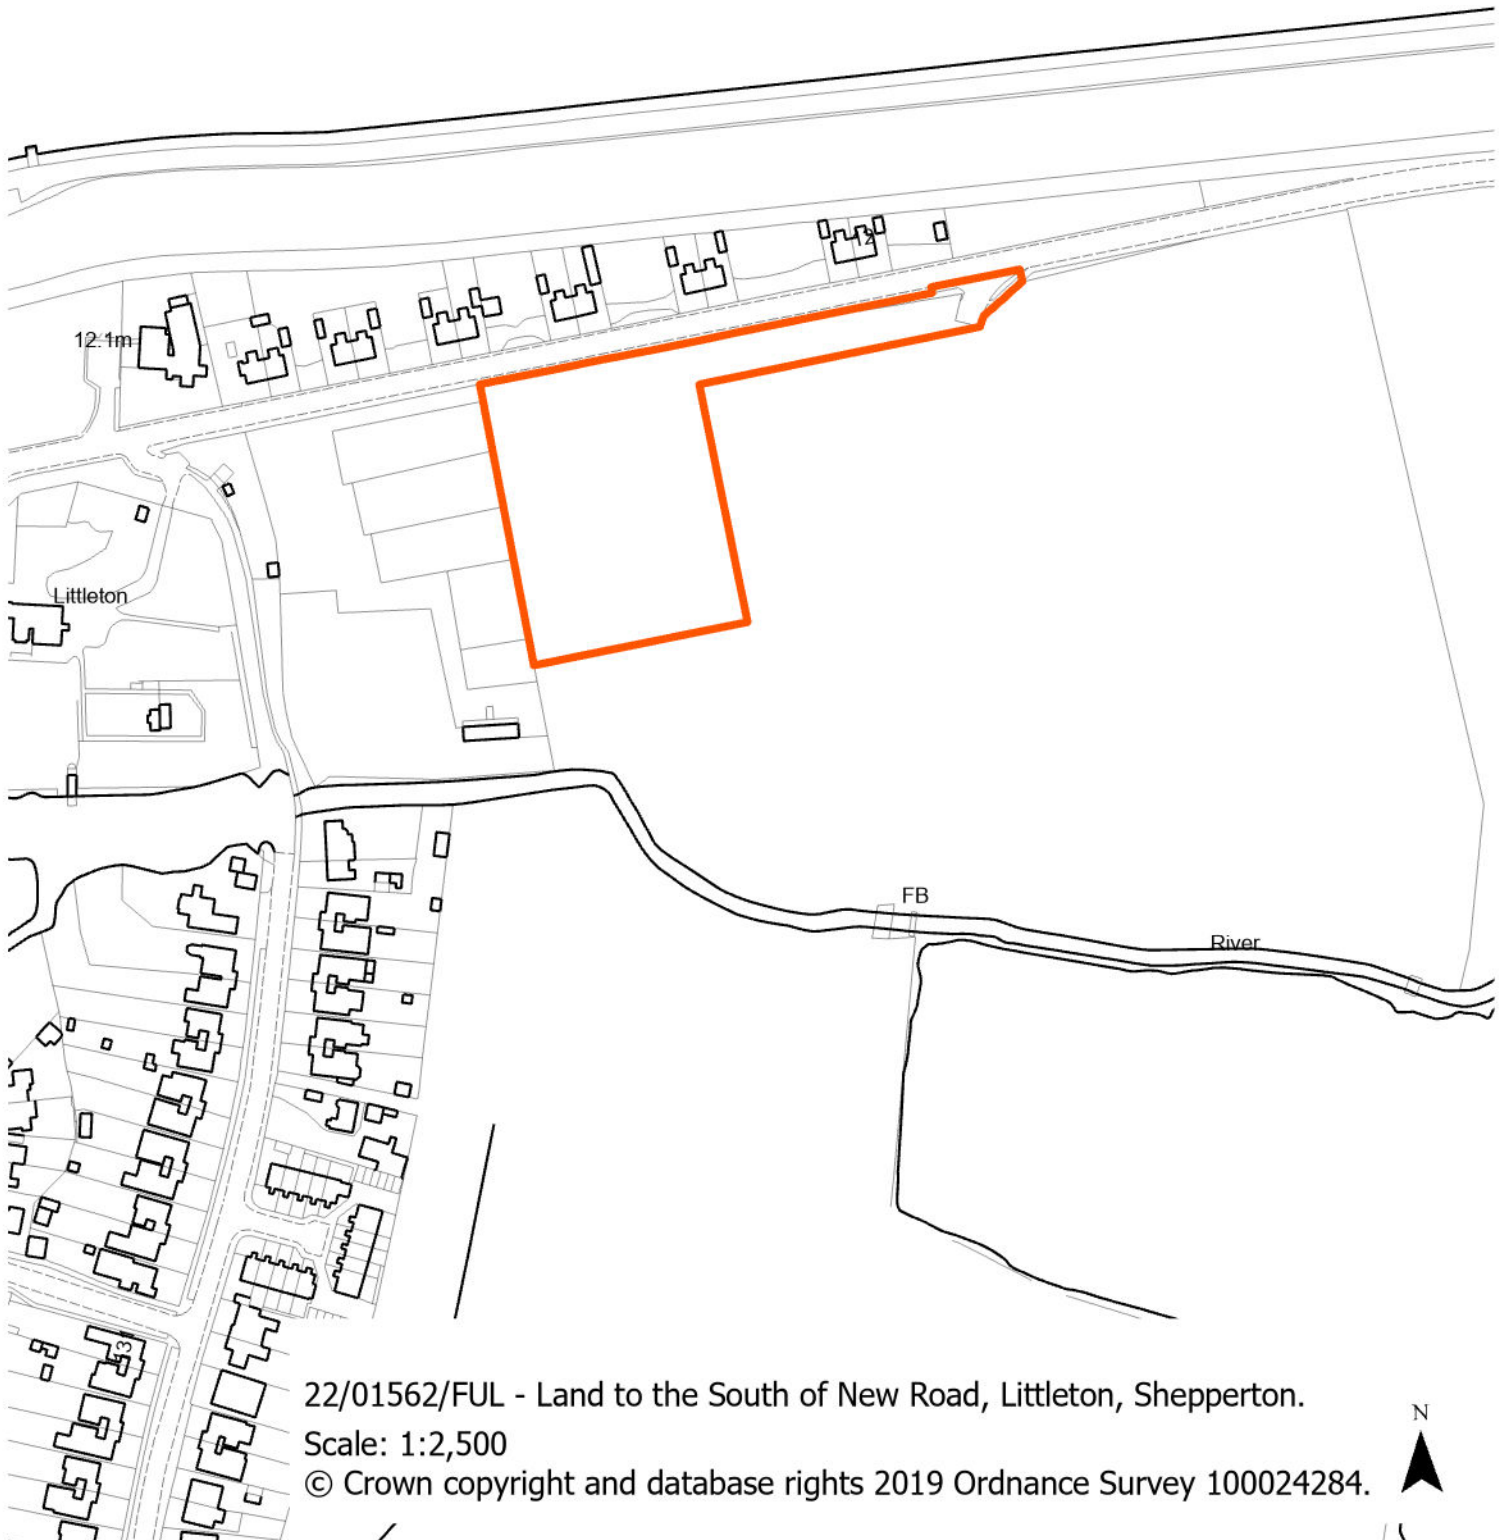 12
12.1m
Littleton
FB
River
13
22/01562/FUL - Land to the South of New Road, Littleton, Shepperton.
N
Scale: 1:2,500
© Crown copyright and database rights 2019 Ordnance Survey 100024284.